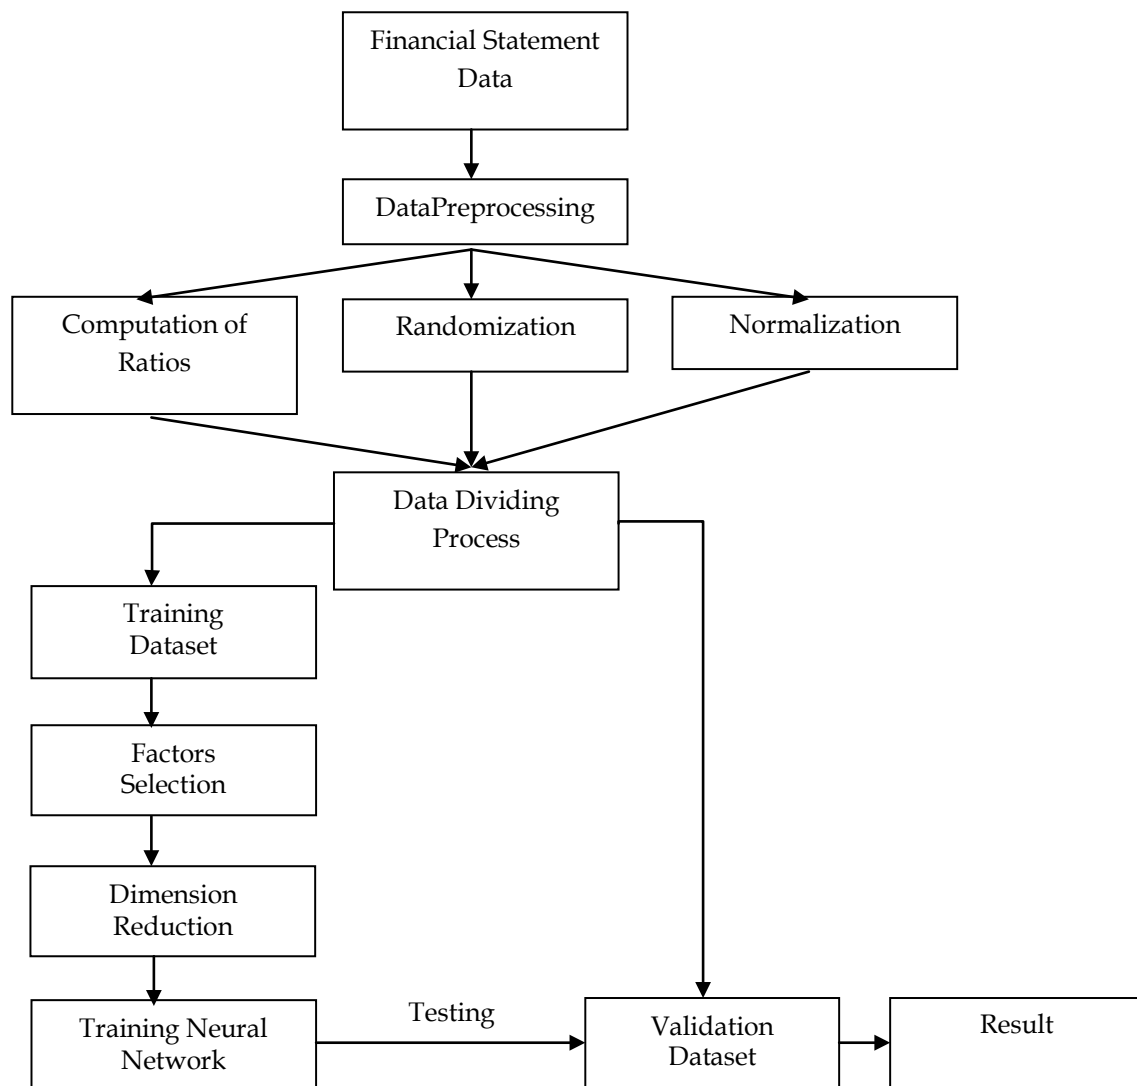 Financial Statement
Data
DataPreprocessing
Computation of
Ratios
Randomization
Normalization
Data Dividing
Process
Training
Dataset
Factors
Selection
Dimension
Reduction
Training Neural
Network
Testing
Validation
Dataset
Result